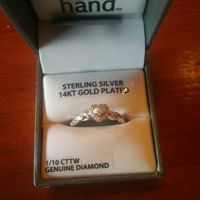 hand
STERLING SILVER
14KT GOLD PLATED
1/10 CTTW
GENUINE DIAMOND